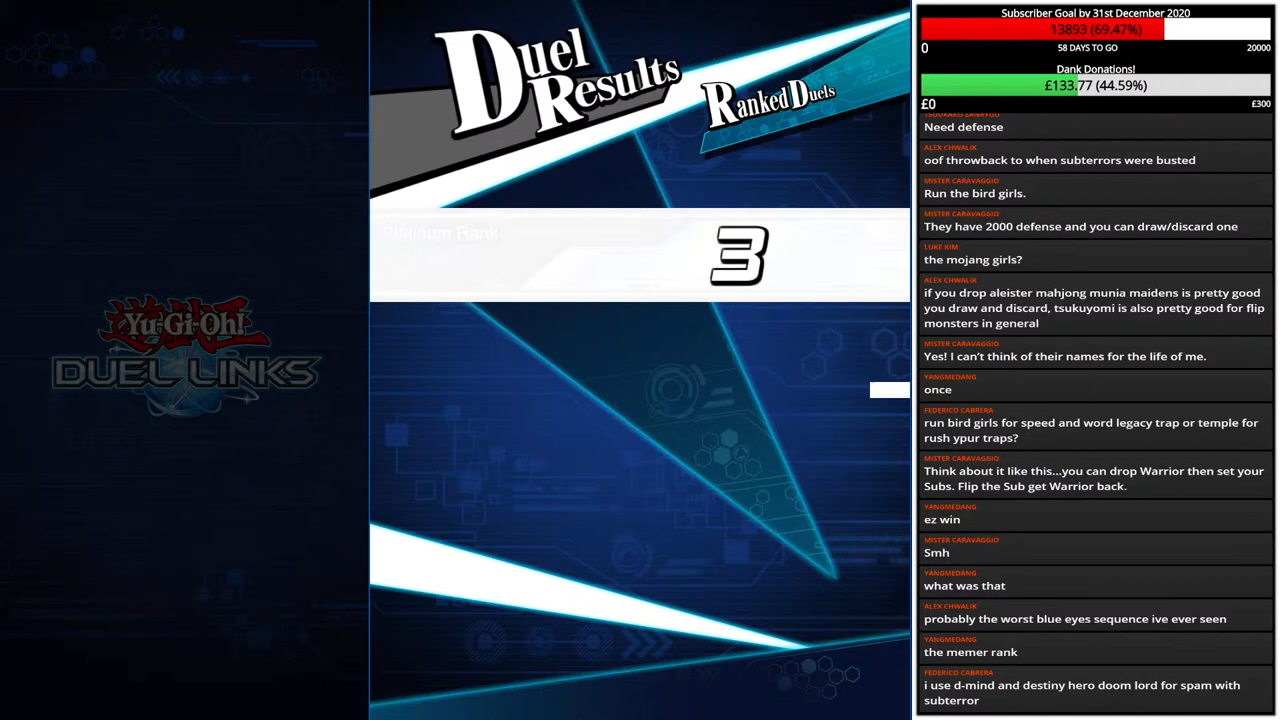 Duel
Results
Ranked Duels
Platinum Rank
3
Yu-Gi-Oh!
DUEL LINKS
Subscriber Goal by 31st December 2020
13893 (69.47%)
0
58 DAYS TO GO
20000
Dank Donations!
£133.77 (44.59%)
£0
£300
Need defense
ALEX CHWALIK
oof throwback to when subterrors were busted
MISTER CARAVAGGIO
Run the bird girls.
MISTER CARAVAGGIO
They have 2000 defense and you can draw/discard one
LUKE KIM
the mojang girls?
ALEX CHWALIK
if you drop aleister mahjong munia maidens is pretty good
you draw and discard, tsukuyomi is also pretty good for flip
monsters in general
MISTER CARAVAGGIO
Yes! I can't think of their names for the life of me.
YANGMEDANG
once
FEDERICO CABRERA
run bird girls for speed and word legacy trap or temple for
rush ypur traps?
MISTER CARAVAGGIO
Think about it like this...you can drop Warrior then set your
Subs. Flip the Sub get Warrior back.
YANGMEDANG
ez win
MISTER CARAVAGGIO
Smh
YANGMEDANG
what was that
ALEX CHWALIK
probably the worst blue eyes sequence ive ever seen
YANGMEDANG
the memer rank
FEDERICO CABRERA
i use d-mind and destiny hero doom lord for spam with
subterror